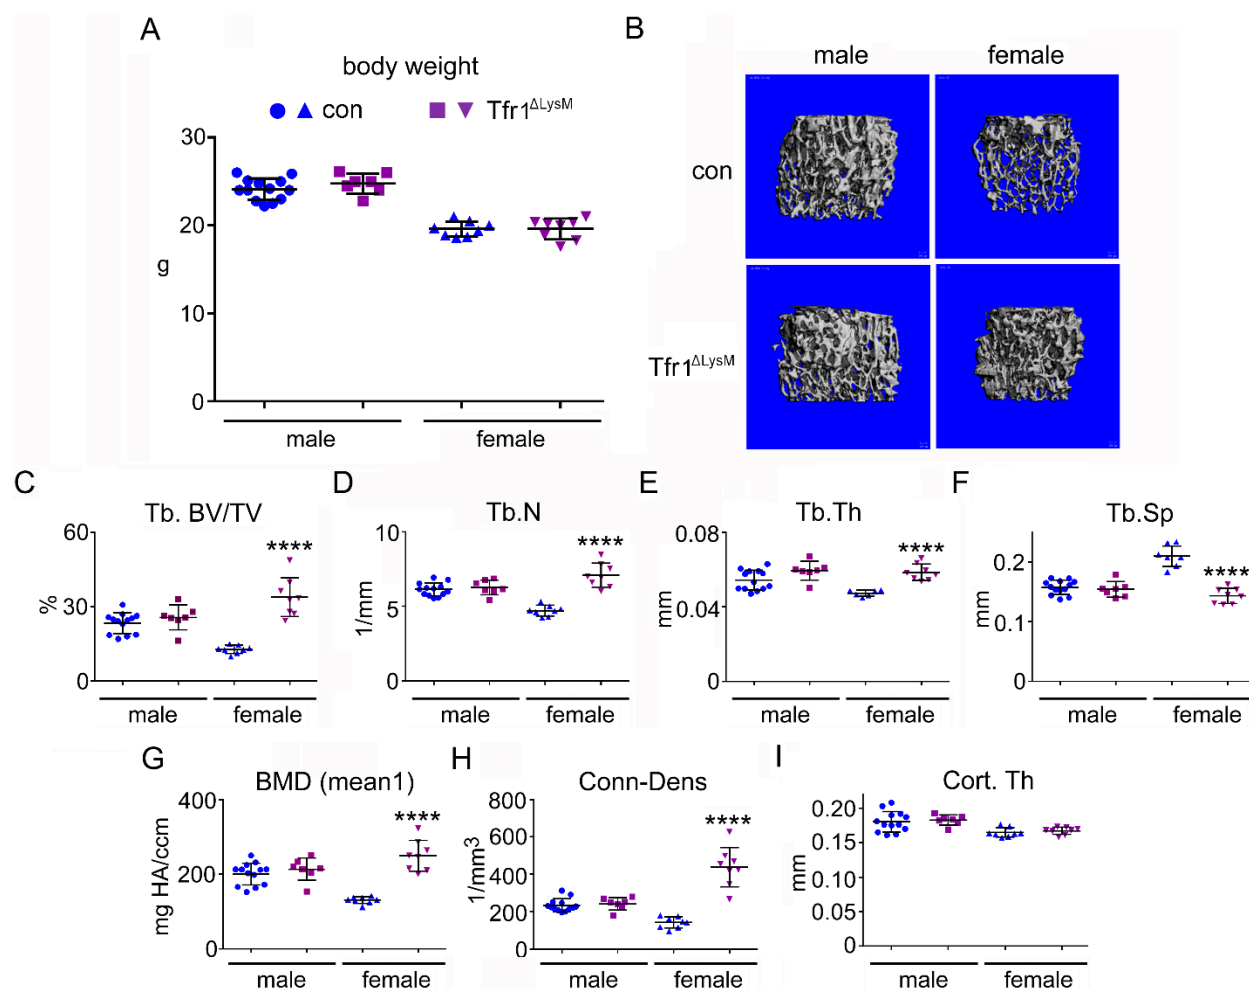 A
body weight
con
Tfr1ΔLysM
30
20
g
10
0
male
female
B
male
female
con
Tfr1ΔLysM
C
Tb. BV/TV
60
****
%
30
0
male
female
D
Tb.N
10
****
1/mm
5
0
male
female
E
Tb.Th
0.08
****
mm
0.04
0
male
female
F
Tb.Sp
0.2
****
mm
0.1
0
male
female
G
BMD (mean1)
400
****
mg HA/ccm
200
0
male
female
H
Conn-Dens
800
****
600
1/mm3
400
200
0
male
female
I
Cort. Th
0.20
0.15
mm
0.10
0.05
0
male
female